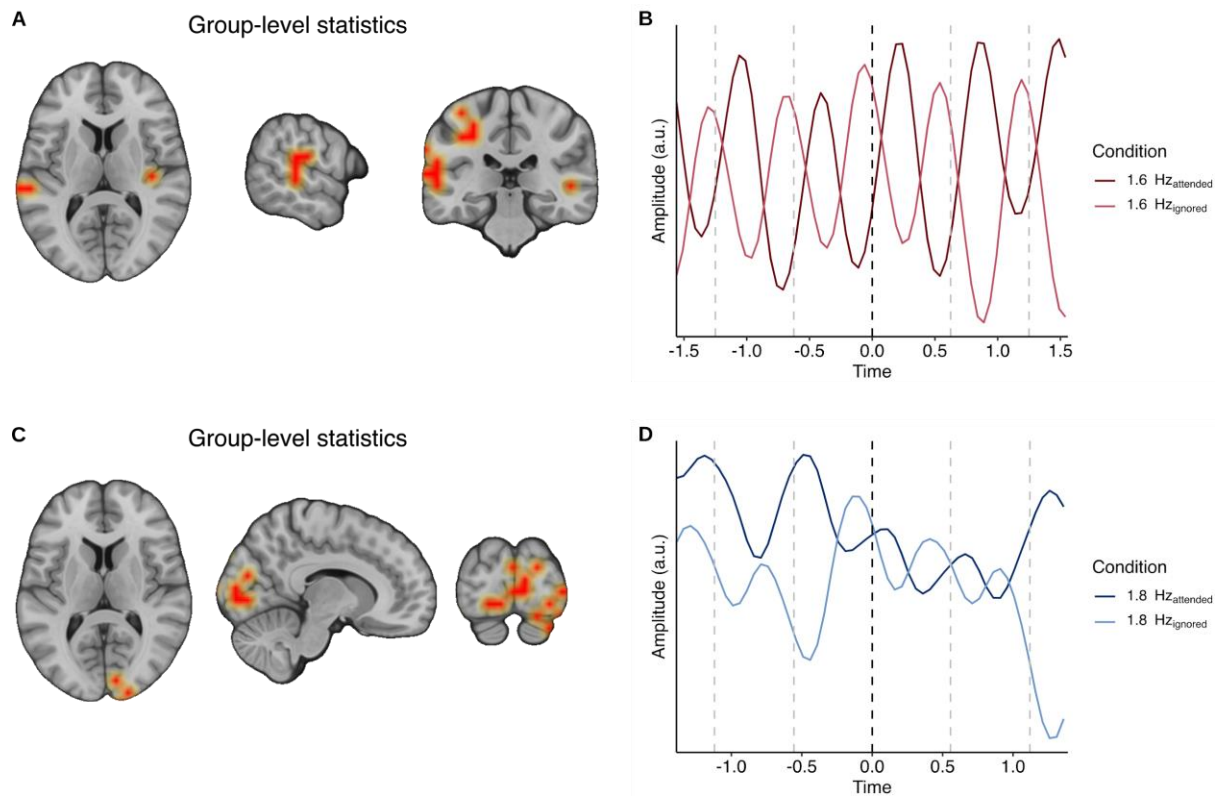 A
Group-level statistics
B
Amplitude (a.u.)
-1.5 -1.0 -0.5 0.0 0.5 1.0 1.5
Time
Condition
1.6 Hzattended
1.6 Hzignored
C
Group-level statistics
D
Amplitude (a.u.)
-1.0 -0.5 0.0 0.5 1.0
Time
Condition
1.8 Hzattended
1.8 Hzignored